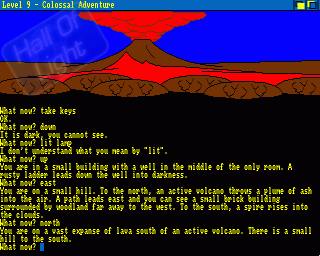 Level 9 - Colossal Adventure
Hall Of Light
What now? take keys
OK.
What now? down
It is dark, you cannot see.
What now? lit lamp
I don't understand what you mean by "lit".
What now? up
You are in a small building with a well in the middle of the only room. A
rusty ladder leads down the well into darkness.
What now? east
You are on a small hill. To the north, an active volcano throws a plume of ash
into the air. A path leads east and you can see a small brick building
surrounded by woodland far away to the west. To the south, a spire rises into
the clouds.
What now? north
You are on a vast expanse of lava south of an active volcano. There is a small
hill to the south.
What now?